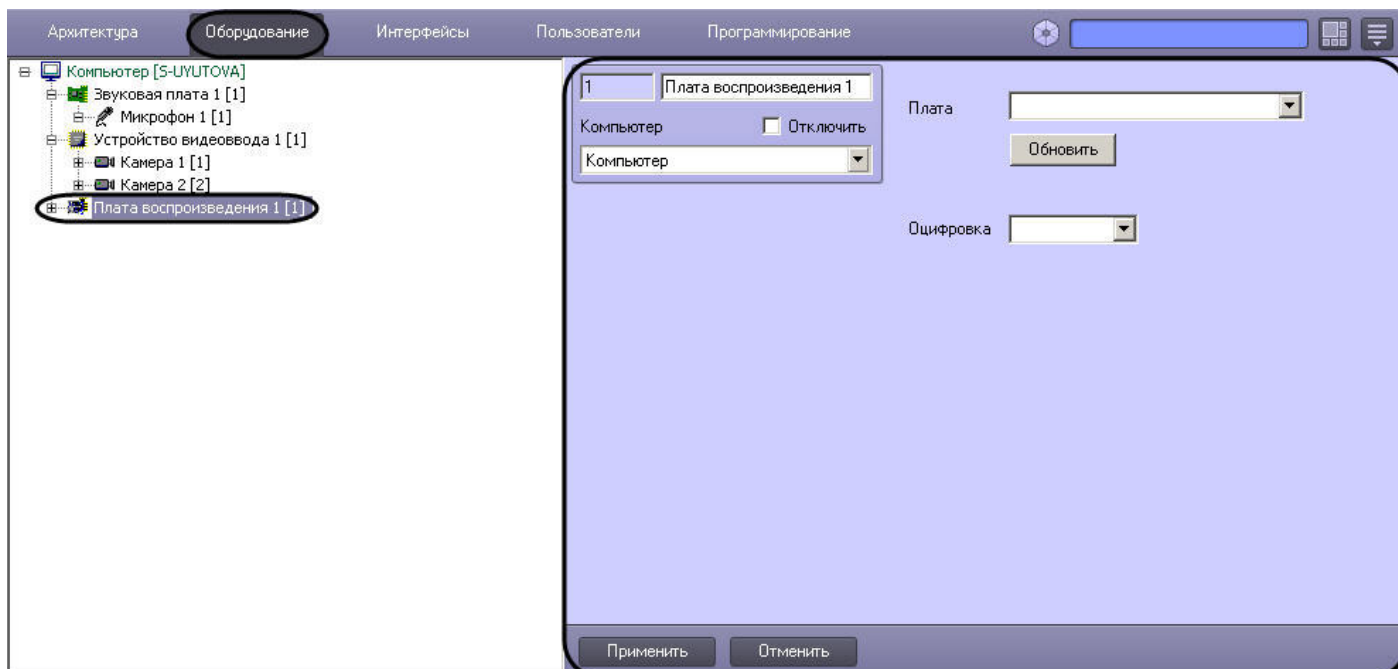 Архитектура Оборудование Интерфейсы Пользователи Программирование
Компьютер [S-UYUTOVA]
Звуковая плата 1 [1]
Микрофон 1 [1]
Устройство видеоввода 1 [1]
Камера 1 [1]
Камера 2 [2]
Плата воспроизведения 1 [1]
1 Плата воспроизведения 1
Компьютер Отключить
Компьютер
Плата
Обновить
Оцифровка
Применить Отменить